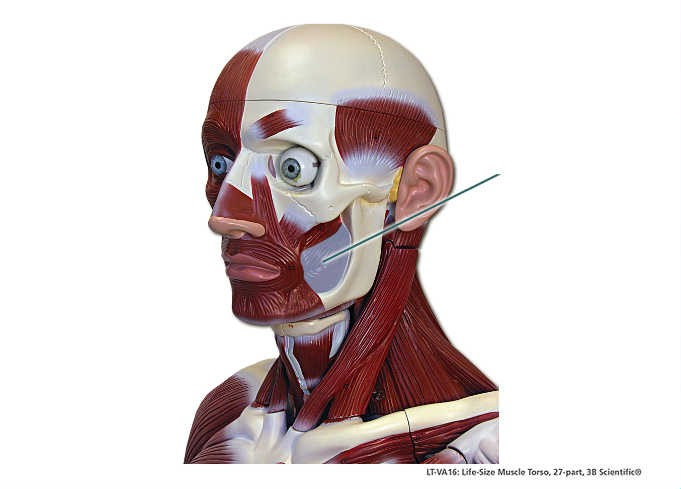 LT-VA16: Life-Size Muscle Torso, 27-part, 3B Scientific®